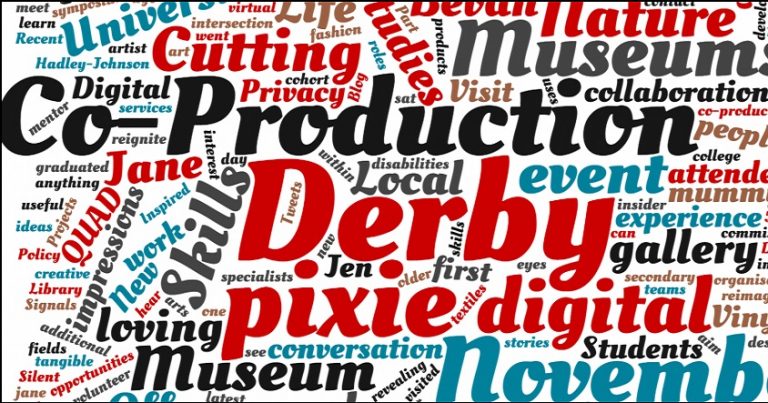 meet
symposium
virtual
Life
Bevan
contact
learn
Universi
intersection
Part
Nature
Recent
artist
went
fashion
Studies
products
Museums
Hadley-Johnson
art
Cutting
roles
Digital
cohort
Blog
Visit
uses
collaboration
services
Privacy
sat
co-produc
mentor
Co-Production
people
reignite
interest
within
disabilities
college
graduated
Jane
day
Local
event
attende
anything
Skills
Tweets
Derby
mummy
useful
QUAD
Inspired
insider
ideas
Projects
impressions
work
new
skills
experience
commi
Policy
New
Jen
can
gallery
creative
specialists
older
first
eyes
secondary
organis
Library
hear
arts
pixie
textiles
digital
teams
reimag
Signals
one
Vinyl
additional
loving
stories
aim
fields
see
conversation
Students
tangible
Museum
Novembe
Silent
opportunities
revealing
jane
volunteer
latest
visited